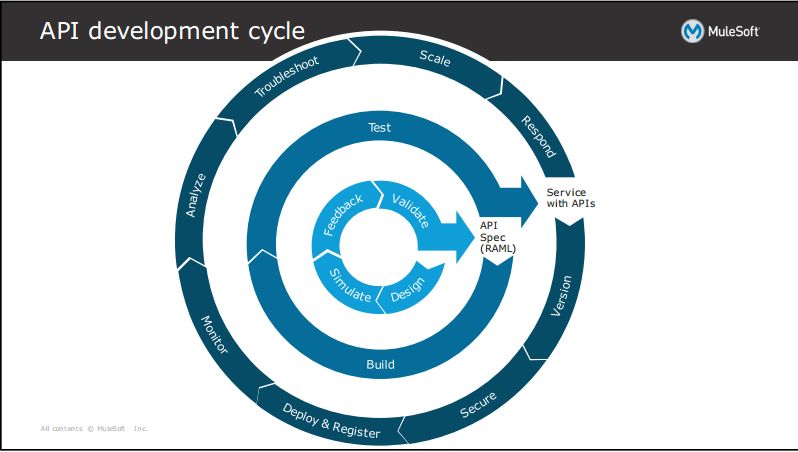 API development cycle
MuleSoft
Troubleshoot
Scale
Respond
Test
Service
with APIs
Analyze
Feedback
Validate
API
Spec
(RAML)
Simulate
Design
Version
Monitor
Build
Secure
Deploy & Register
All contents © MuleSoft Inc.